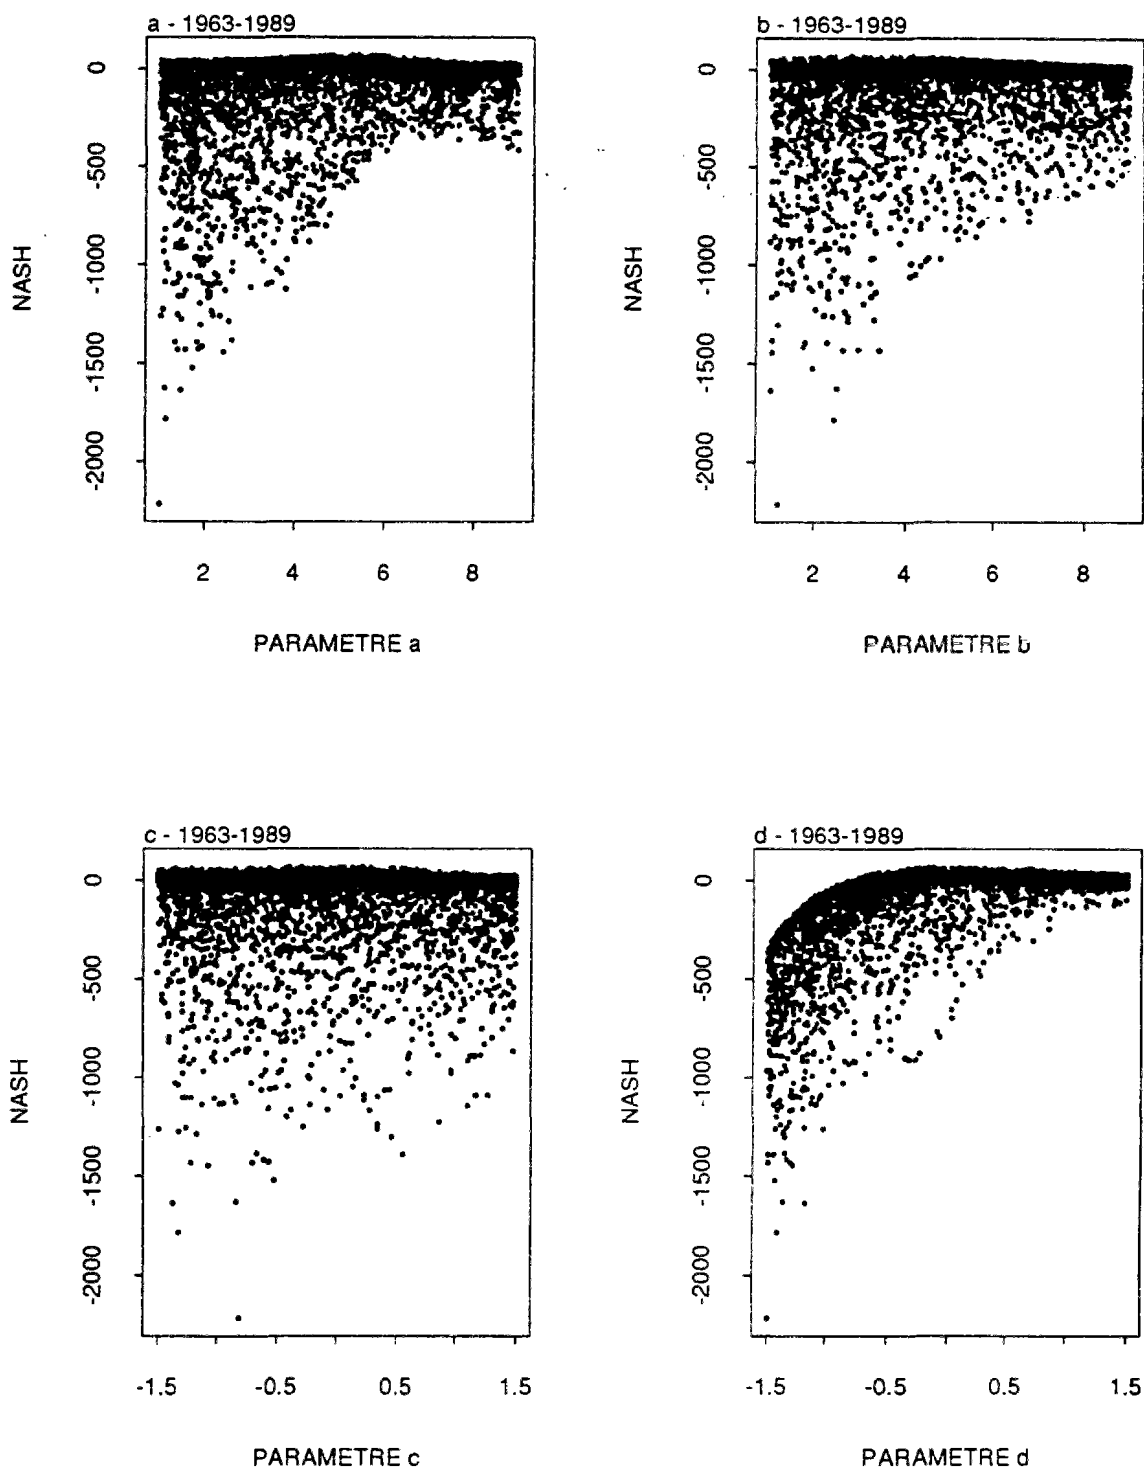 a - 1963-1989
NASH
0
-500
-1000
-1500
-2000
2 4 6 8
PARAMETRE a
b - 1963-1989
NASH
0
-500
-1000
-1500
-2000
2 4 6 8
PARAMETRE b
c - 1963-1989
NASH
0
-500
-1000
-1500
-2000
-1.5 -0.5 0.5 1.5
PARAMETRE c
d - 1963-1989
NASH
0
-500
-1000
-1500
-2000
-1.5 -0.5 0.5 1.5
PARAMETRE d